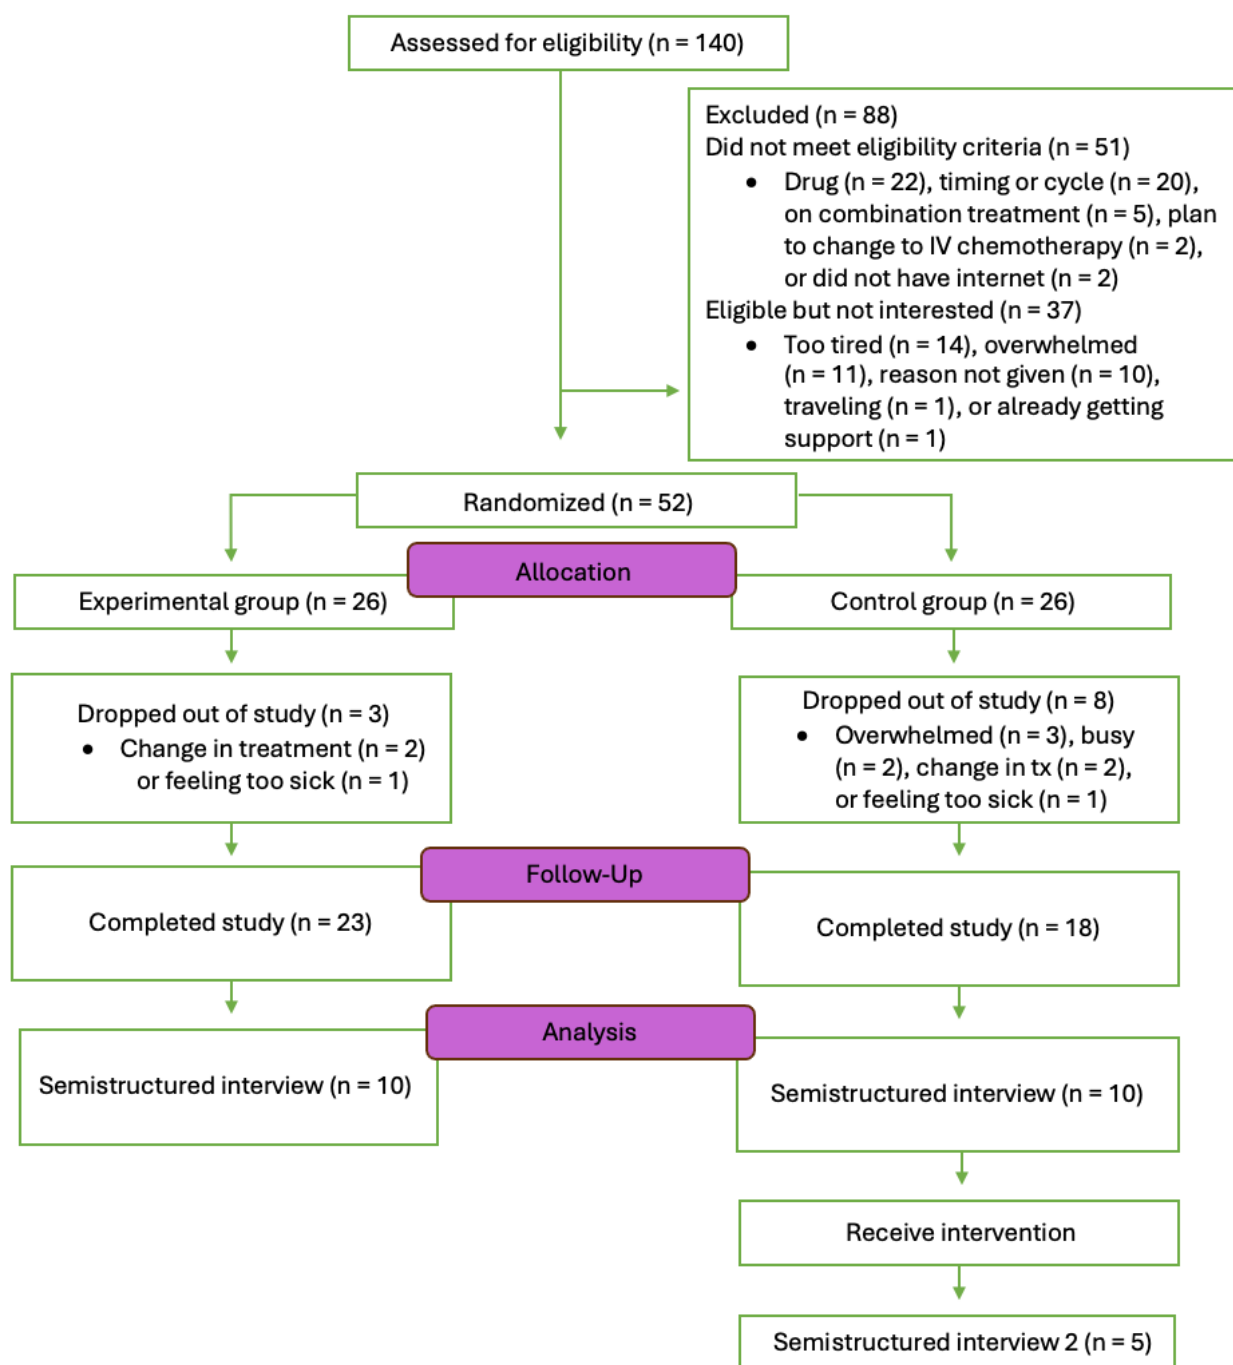 Assessed for eligibility (n = 140)
Excluded (n = 88)
Did not meet eligibility criteria (n = 51)
• Drug (n = 22), timing or cycle (n = 20),
on combination treatment (n = 5), plan
to change to IV chemotherapy (n = 2),
or did not have internet (n = 2)
Eligible but not interested (n = 37)
• Too tired (n = 14), overwhelmed
(n = 11), reason not given (n = 10),
traveling (n = 1), or already getting
support (n = 1)
Randomized (n = 52)
Allocation
Experimental group (n = 26)
Control group (n = 26)
Dropped out of study (n = 3)
• Change in treatment (n = 2)
or feeling too sick (n = 1)
Dropped out of study (n = 8)
• Overwhelmed (n = 3), busy
(n = 2), change in tx (n = 2),
or feeling too sick (n = 1)
Follow-Up
Completed study (n = 23)
Completed study (n = 18)
Analysis
Semistructured interview (n = 10)
Semistructured interview (n = 10)
Receive intervention
Semistructured interview 2 (n = 5)